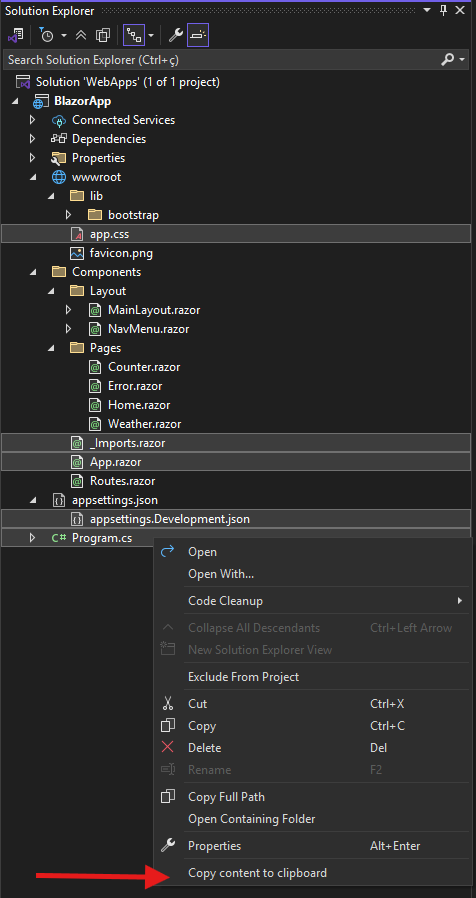 Solution Explorer
Search Solution Explorer (Ctrl+ç)
Solution 'WebApps' (1 of 1 project)
BlazorApp
Connected Services
Dependencies
Properties
wwwroot
lib
bootstrap
app.css
favicon.png
Components
Layout
MainLayout.razor
NavMenu.razor
Pages
Counter.razor
Error.razor
Home.razor
Weather.razor
_Imports.razor
App.razor
Routes.razor
appsettings.json
appsettings.Development.json
C# Program.cs
Open
Open With...
Code Cleanup
Collapse All Descendants Ctrl+Left Arrow
New Solution Explorer View
Exclude From Project
Cut Ctrl+X
Copy Ctrl+C
Delete Del
Rename F2
Copy Full Path
Open Containing Folder
Properties Alt+Enter
Copy content to clipboard